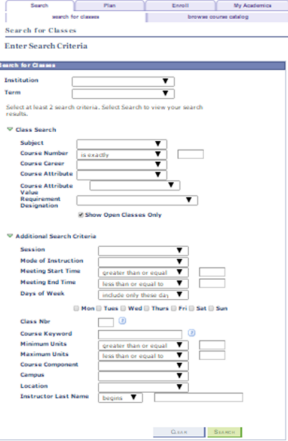 Search Plan Enroll My Academics
search for classes browse course catalog
Search for Classes
Enter Search Criteria
Search for Classes
Institution
Term
Select at least 2 search criteria. Select Search to view your search
results.
Class Search
Subject
Course Number is exactly
Course Career
Course Attribute
Course Attribute
Value
Requirement
Designation
Show Open Classes Only
Additional Search Criteria
Session
Mode of Instruction
Meeting Start Time greater than or equal
Meeting End Time less than or equal to
Days of Week include only these day
Mon Tues Wed Thurs Fri Sat Sun
Class Nbr
Course Keyword
Minimum Units greater than or equal
Maximum Units less than or equal to
Course Component
Campus
Location
Instructor Last Name begins
Clear Search